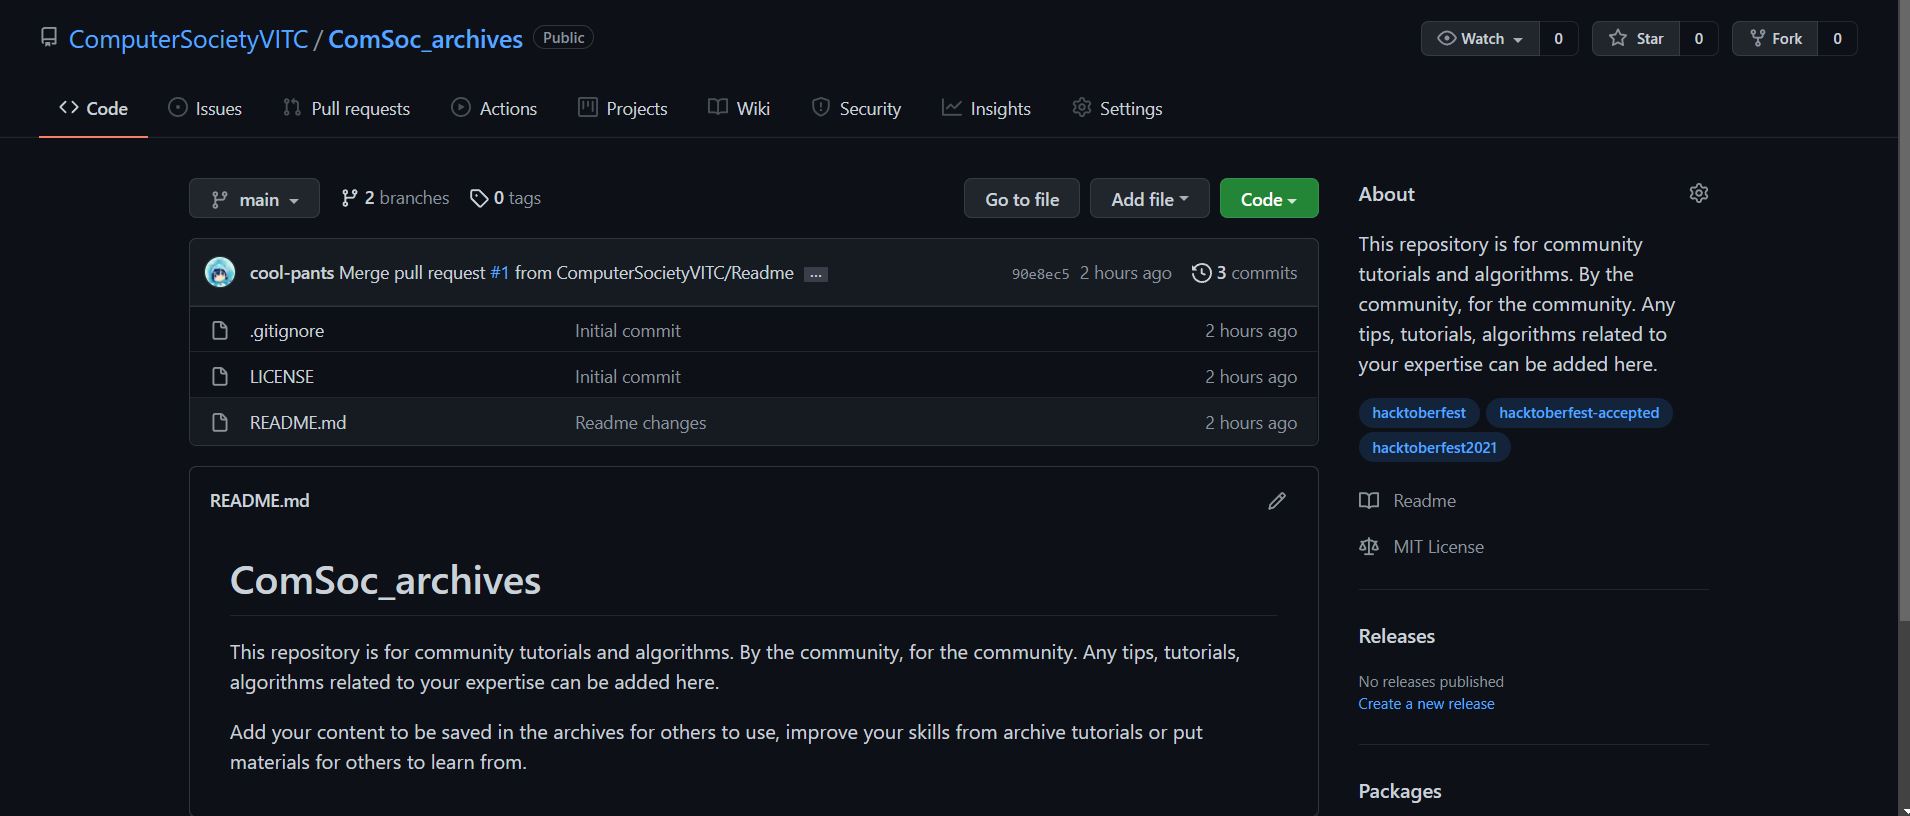 ComputerSocietyVITC / ComSoc_archives Public Watch 0 Star 0 Fork 0
Code Issues Pull requests Actions Projects Wiki Security Insights Settings
main 2 branches 0 tags Go to file Add file Code
cool-pants Merge pull request #1 from ComputerSocietyVITC/Readme ... 90e8ec5 2 hours ago 3 commits
.gitignore Initial commit 2 hours ago
LICENSE Initial commit 2 hours ago
README.md Readme changes 2 hours ago
README.md
ComSoc_archives
This repository is for community tutorials and algorithms. By the community, for the community. Any tips, tutorials,
algorithms related to your expertise can be added here.
Add your content to be saved in the archives for others to use, improve your skills from archive tutorials or put
materials for others to learn from.
About
This repository is for community
tutorials and algorithms. By the
community, for the community. Any
tips, tutorials, algorithms related to
your expertise can be added here.
hacktoberfest hacktoberfest-accepted
hacktoberfest2021
Readme
MIT License
Releases
No releases published
Create a new release
Packages